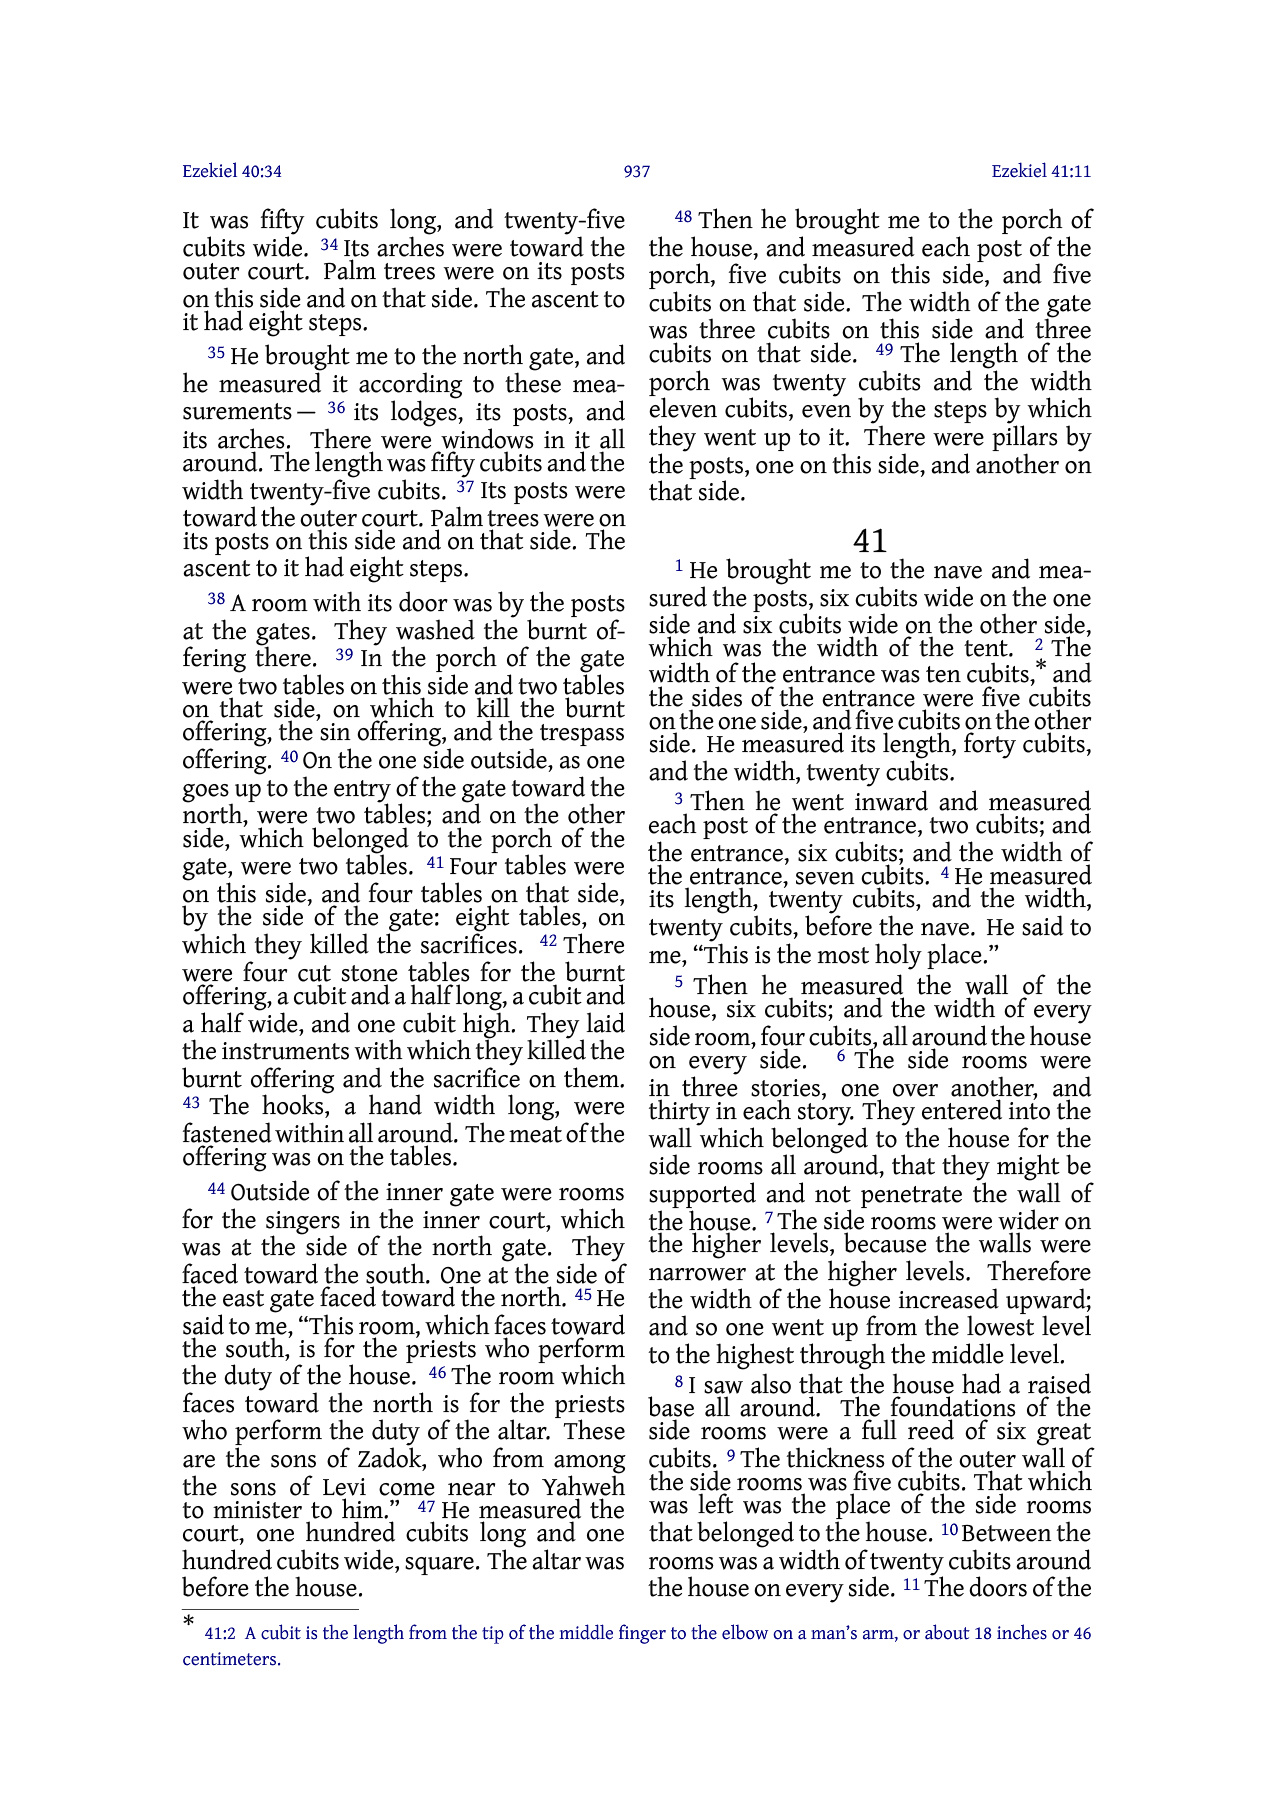 Ezekiel 40:34 937 Ezekiel 41:11
It was fifty cubits long, and twenty-five
cubits wide. 34 Its arches were toward the
outer court. Palm trees were on its posts
on this side and on that side. The ascent to
it had eight steps.
35 He brought me to the north gate, and
he measured it according to these mea-
surements — 36 its lodges, its posts, and
its arches. There were windows in it all
around. The length was fifty cubits and the
width twenty-five cubits. 37 Its posts were
toward the outer court. Palm trees were on
its posts on this side and on that side. The
ascent to it had eight steps.
38 A room with its door was by the posts
at the gates. They washed the burnt of-
fering there. 39 In the porch of the gate
were two tables on this side and two tables
on that side, on which to kill the burnt
offering, the sin offering, and the trespass
offering. 40 On the one side outside, as one
goes up to the entry of the gate toward the
north, were two tables; and on the other
side, which belonged to the porch of the
gate, were two tables. 41 Four tables were
on this side, and four tables on that side,
by the side of the gate: eight tables, on
which they killed the sacrifices. 42 There
were four cut stone tables for the burnt
offering, a cubit and a half long, a cubit and
a half wide, and one cubit high. They laid
the instruments with which they killed the
burnt offering and the sacrifice on them.
43 The hooks, a hand width long, were
fastened within all around. The meat of the
offering was on the tables.
44 Outside of the inner gate were rooms
for the singers in the inner court, which
was at the side of the north gate. They
faced toward the south. One at the side of
the east gate faced toward the north. 45 He
said to me, “This room, which faces toward
the south, is for the priests who perform
the duty of the house. 46 The room which
faces toward the north is for the priests
who perform the duty of the altar. These
are the sons of Zadok, who from among
the sons of Levi come near to Yahweh
to minister to him.” 47 He measured the
court, one hundred cubits long and one
hundred cubits wide, square. The altar was
before the house.
48 Then he brought me to the porch of
the house, and measured each post of the
porch, five cubits on this side, and five
cubits on that side. The width of the gate
was three cubits on this side and three
cubits on that side. 49 The length of the
porch was twenty cubits and the width
eleven cubits, even by the steps by which
they went up to it. There were pillars by
the posts, one on this side, and another on
that side.
41
1 He brought me to the nave and mea-
sured the posts, six cubits wide on the one
side and six cubits wide on the other side,
which was the width of the tent. 2 The
width of the entrance was ten cubits,* and
the sides of the entrance were five cubits
on the one side, and five cubits on the other
side. He measured its length, forty cubits,
and the width, twenty cubits.
3 Then he went inward and measured
each post of the entrance, two cubits; and
the entrance, six cubits; and the width of
the entrance, seven cubits. 4 He measured
its length, twenty cubits, and the width,
twenty cubits, before the nave. He said to
me, “This is the most holy place.”
5 Then he measured the wall of the
house, six cubits; and the width of every
side room, four cubits, all around the house
on every side. 6 The side rooms were
in three stories, one over another, and
thirty in each story. They entered into the
wall which belonged to the house for the
side rooms all around, that they might be
supported and not penetrate the wall of
the house. 7 The side rooms were wider on
the higher levels, because the walls were
narrower at the higher levels. Therefore
the width of the house increased upward;
and so one went up from the lowest level
to the highest through the middle level.
8 I saw also that the house had a raised
base all around. The foundations of the
side rooms were a full reed of six great
cubits. 9 The thickness of the outer wall of
the side rooms was five cubits. That which
was left was the place of the side rooms
that belonged to the house. 10 Between the
rooms was a width of twenty cubits around
the house on every side. 11 The doors of the
* 41:2 A cubit is the length from the tip of the middle finger to the elbow on a man’s arm, or about 18 inches or 46
centimeters.